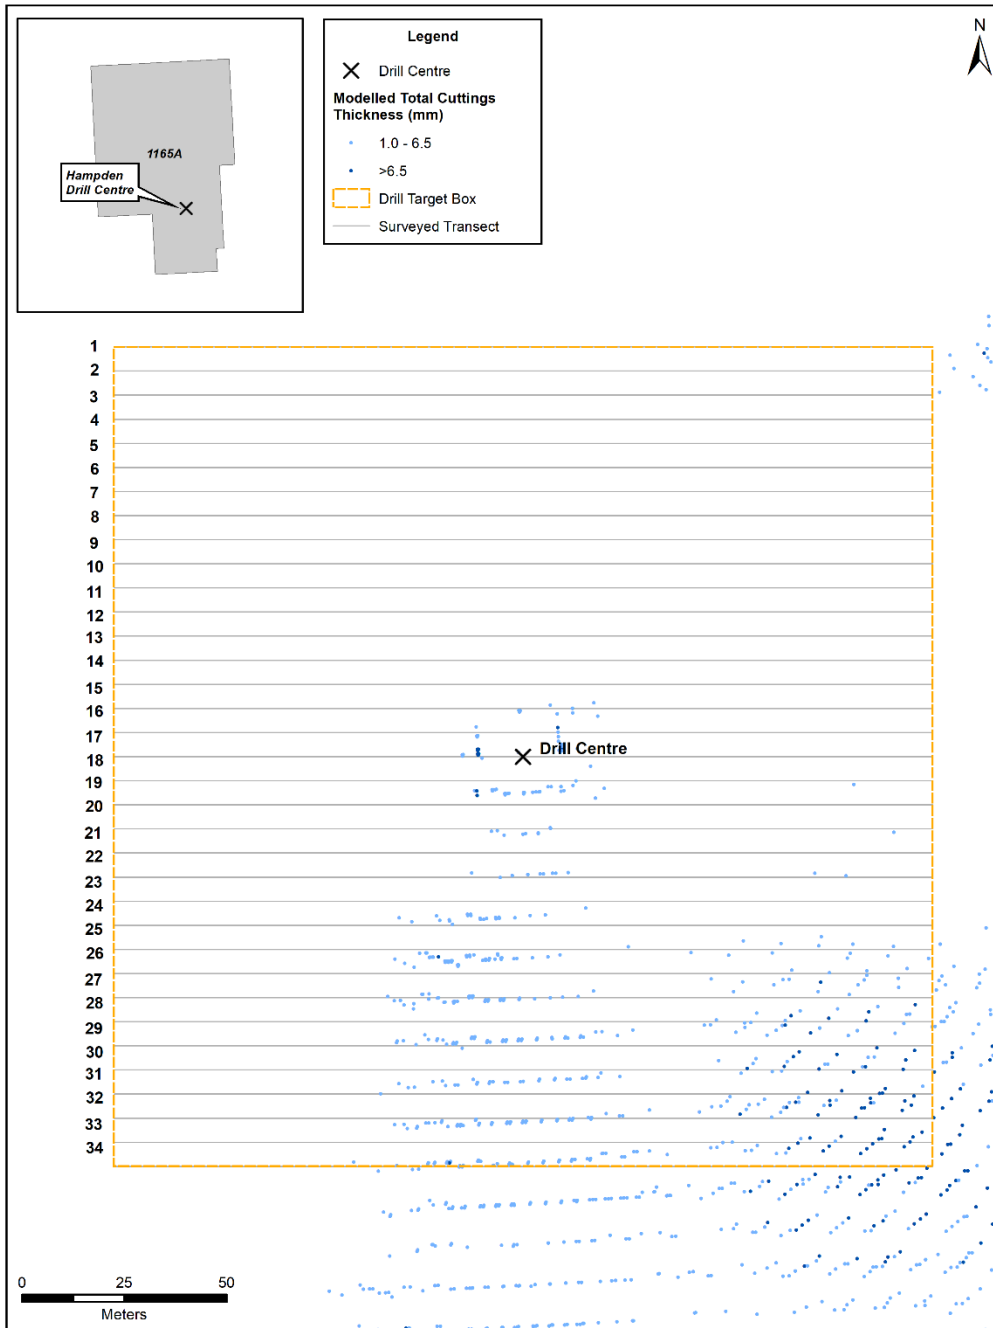 1165A
Hampden
Drill Centre
Legend
Drill Centre
Modelled Total Cuttings
Thickness (mm)
1.0 - 6.5
>6.5
Drill Target Box
Surveyed Transect
N
1
2
3
4
5
6
7
8
9
10
11
12
13
14
15
16
17
18
19
20
21
22
23
24
25
26
27
28
29
30
31
32
33
34
Drill Centre
0 25 50
Meters